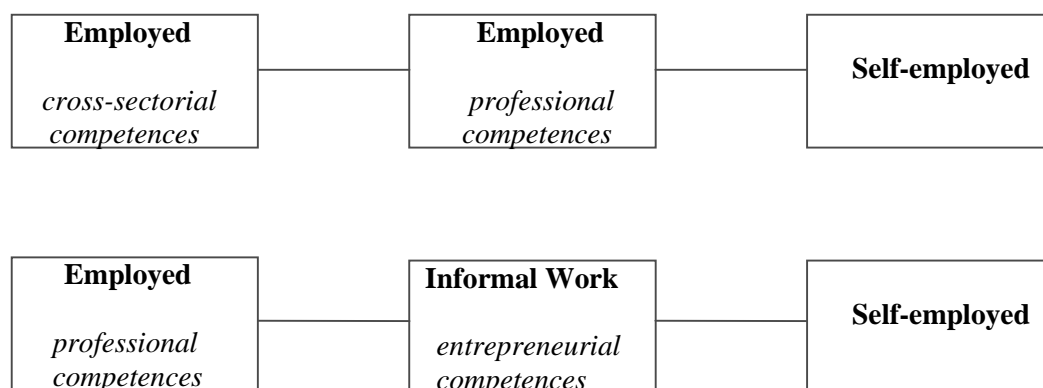 Employed
cross-sectorial
competences
Employed
professional
competences
Self-employed
Employed
professional
competences
Informal Work
entrepreneurial
competences
Self-employed